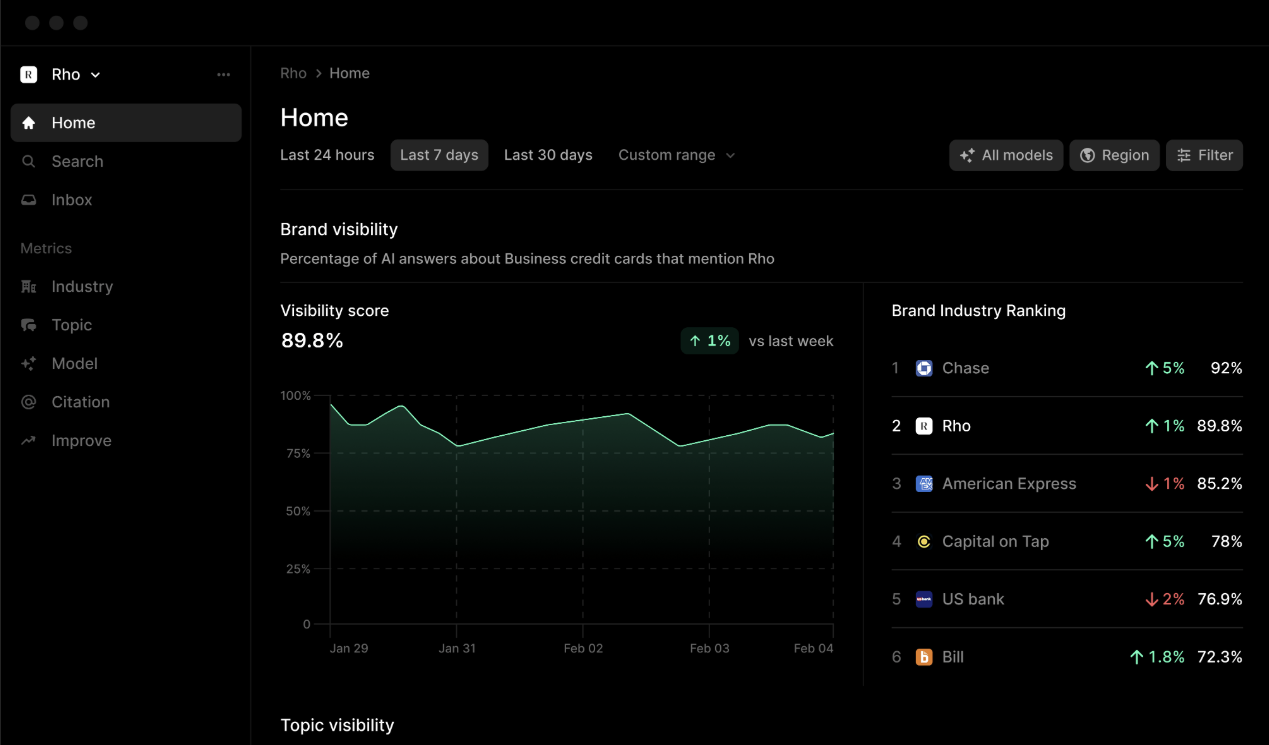 R Rho ...
Home
Search
Inbox
Metrics
Industry
Topic
Model
Citation
Improve
Rho > Home
Home
Last 24 hours Last 7 days Last 30 days Custom range All models Region Filter
Brand visibility
Percentage of AI answers about Business credit cards that mention Rho
Visibility score
89.8%
↑ 1% vs last week
100%
75%
50%
25%
0
Jan 29 Jan 31 Feb 02 Feb 03 Feb 04
Brand Industry Ranking
1 Chase ↑ 5% 92%
2 R Rho ↑ 1% 89.8%
3 American Express ↓ 1% 85.2%
4 Capital on Tap ↑ 5% 78%
5 US bank ↓ 2% 76.9%
6 b Bill ↑ 1.8% 72.3%
Topic visibility